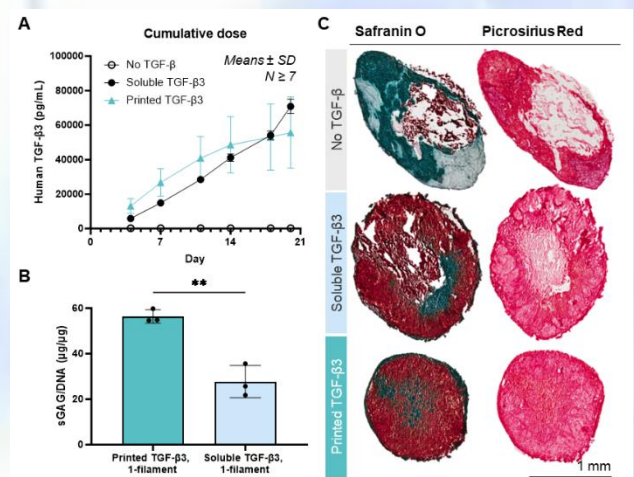 A
Cumulative dose
Means ± SD
N ≥ 7
No TGF-β
Soluble TGF-β3
Printed TGF-β3
Human TGF-β3 (pg/mL)
100000
80000
60000
40000
20000
0
0
7
14
21
Day
B
**
sGAG/DNA (µg/µg)
60
40
20
0
Printed TGF-β3,
1-filament
Soluble TGF-β3,
1-filament
C
Safranin O
Picrosirius Red
No TGF-β
Soluble TGF-β3
Printed TGF-β3
1 mm